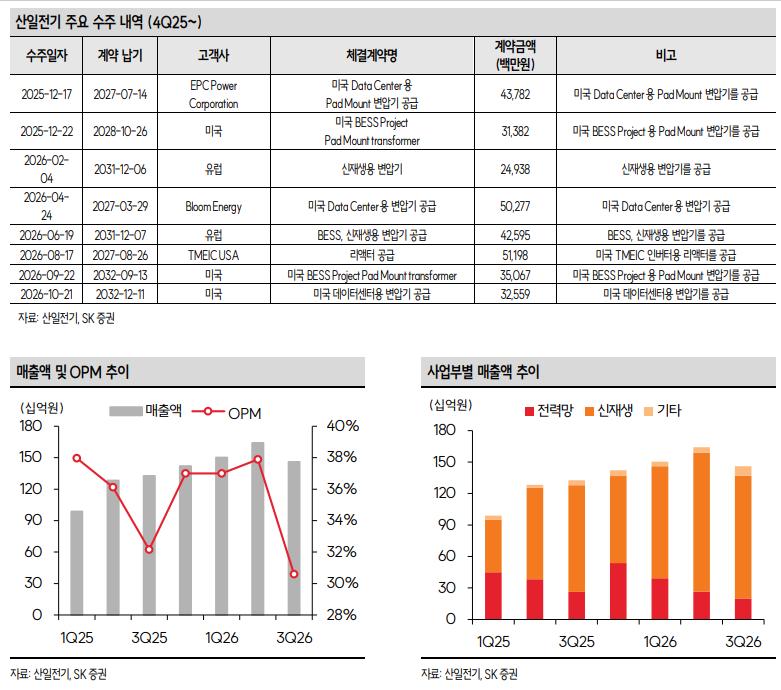 산일전기 주요 수주 내역 (4Q25~)
수주일자 계약 납기 고객사 체결계약명 계약금액 (백만원) 비고
2025-12-17 2027-07-14 EPC Power Corporation 미국 Data Center 용 Pad Mount 변압기 공급 43,782 미국 Data Center 용 Pad Mount 변압기를 공급
2025-12-22 2028-10-26 미국 미국 BESS Project Pad Mount transformer 31,382 미국 BESS Project 용 Pad Mount 변압기를 공급
2026-02-04 2031-12-06 유럽 신재생용 변압기 24,938 신재생용 변압기를 공급
2026-04-24 2027-03-29 Bloom Energy 미국 Data Center 용 변압기 공급 50,277 미국 Data Center 용 변압기를 공급
2026-06-19 2031-12-07 유럽 BESS, 신재생용 변압기 공급 42,595 BESS, 신재생용 변압기를 공급
2026-08-17 2027-08-26 TMEIC USA 리액터 공급 51,198 미국 TMEIC 인버터용 리액터를 공급
2026-09-22 2032-09-13 미국 미국 BESS Project Pad Mount transformer 35,067 미국 BESS Project 용 Pad Mount 변압기를 공급
2026-10-21 2032-12-11 미국 미국 데이터센터용 변압기 공급 32,559 미국 데이터센터용 변압기를 공급
자료: 산일전기, SK 증권
매출액 및 OPM 추이
(십억원) 매출액 OPM
180 40%
150 38%
120 36%
90 34%
60 32%
30 30%
0 28%
1Q25 3Q25 1Q26 3Q26
자료: 산일전기, SK 증권
사업부별 매출액 추이
(십억원) 전력망 신재생 기타
180
150
120
90
60
30
0
1Q25 3Q25 1Q26 3Q26
자료: 산일전기, SK 증권